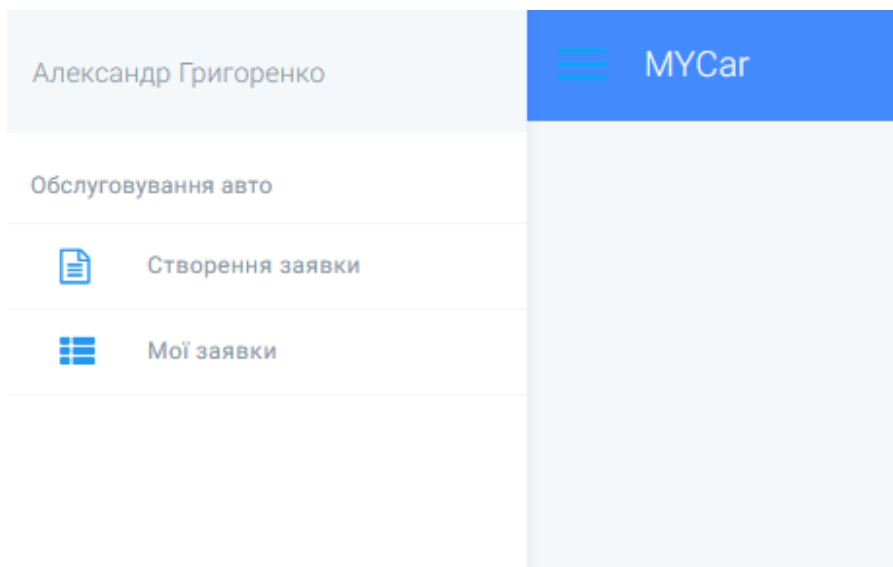 Александр Григоренко
MYCar
Обслуговування авто
Створення заявки
Мої заявки